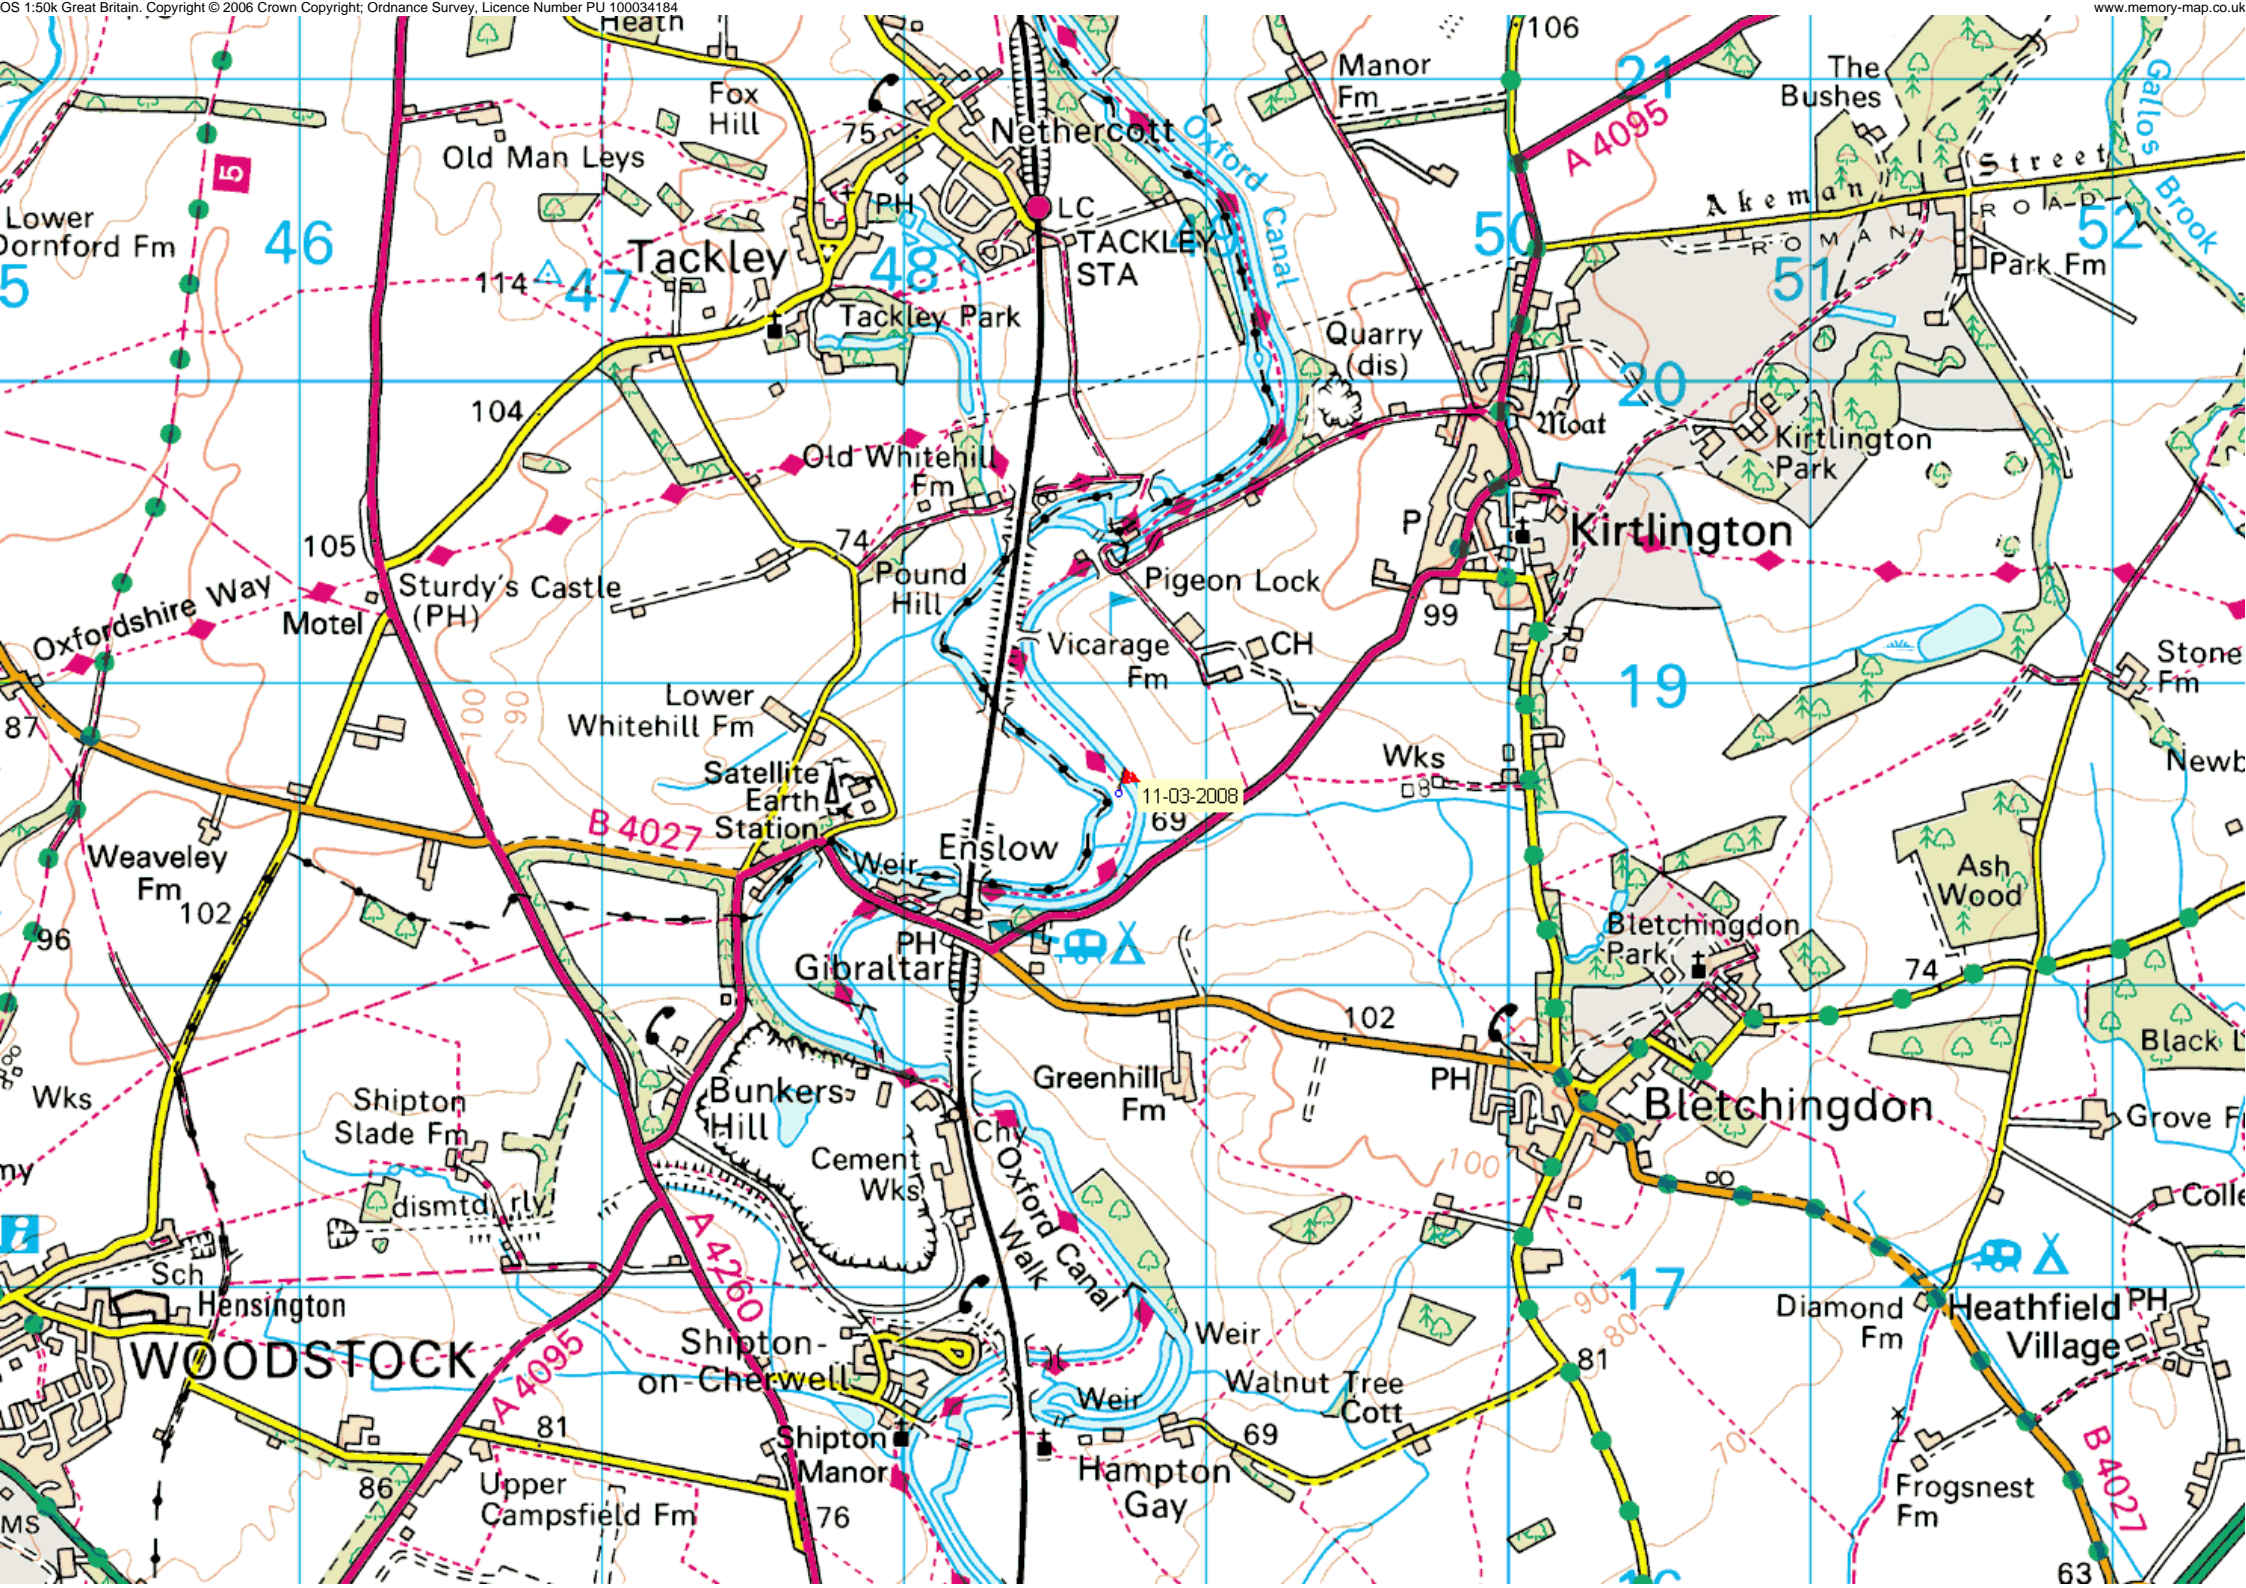 OS 1:50k Great Britain. Copyright © 2006 Crown Copyright; Ordnance Survey, Licence Number PU 100034184
www.memory-map.co.uk
Heath
106
Manor
Fm
21
The
Bushes
Gallos
Brook
Fox
Hill
75
Nethercott
Oxford
Canal
A 4095
Old Man Leys
5
Akeman Street
ROMAN ROAD
Lower
Dornford Fm
PH
LC
TACKLEY
STA
5
46
47
48
49
50
51
52
Tackley
114
Park Fm
Tackley Park
Quarry
(dis)
20
104
Moat
Kirtlington
Park
Old Whitehill
Fm
P
Kirtlington
105
74
Sturdy's Castle
(PH)
Pound
Hill
Pigeon Lock
Oxfordshire Way
Motel
99
Vicarage
Fm
CH
Stone
Fm
19
100
90
87
Lower
Whitehill Fm
Wks
Newb
Satellite
Earth
Station
11-03-2008
69
B 4027
Weir
Enslow
Weaveley
Fm
102
Ash
Wood
96
Bletchingdon
Park
PH
Gibraltar
74
102
Black L
Wks
Bunkers
Hill
Greenhill
Fm
PH
Bletchingdon
Shipton
Slade Fm
Chy
Grove F
my
Cement
Wks
100
Oxford Canal
Walk
dismtd rly
Colle
A 4260
i
Sch
Hensington
17
90
80
Diamond
Fm
Heathfield
Village
PH
WOODSTOCK
A 4095
Shipton-
on-Cherwell
Weir
81
Weir
Walnut Tree
Cott
81
69
70
Shipton
Manor
Hampton
Gay
86
Upper
Campsfield Fm
76
Frogsnest
Fm
B 4027
MS
63
16